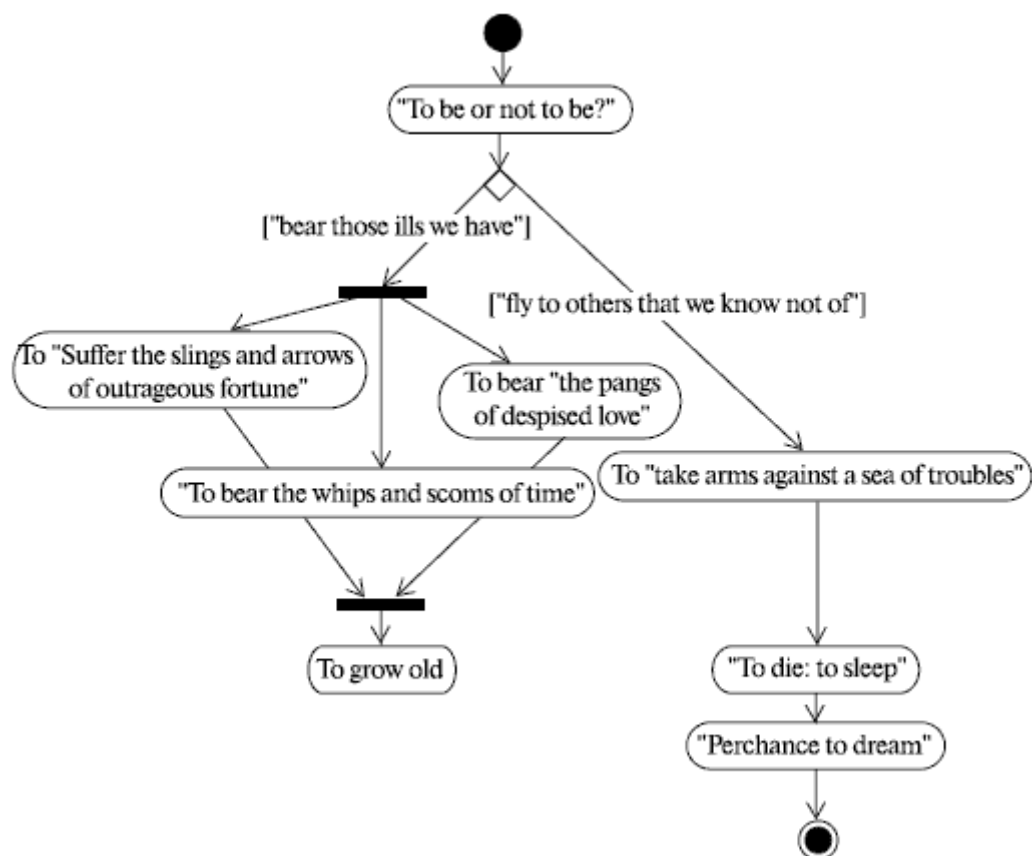 "To be or not to be?"
["bear those ills we have"]
["fly to others that we know not of"]
To "Suffer the slings and arrows
of outrageous fortune"
To bear "the pangs
of despised love"
To "take arms against a sea of troubles"
"To bear the whips and scoms of time"
To grow old
"To die: to sleep"
"Perchance to dream"